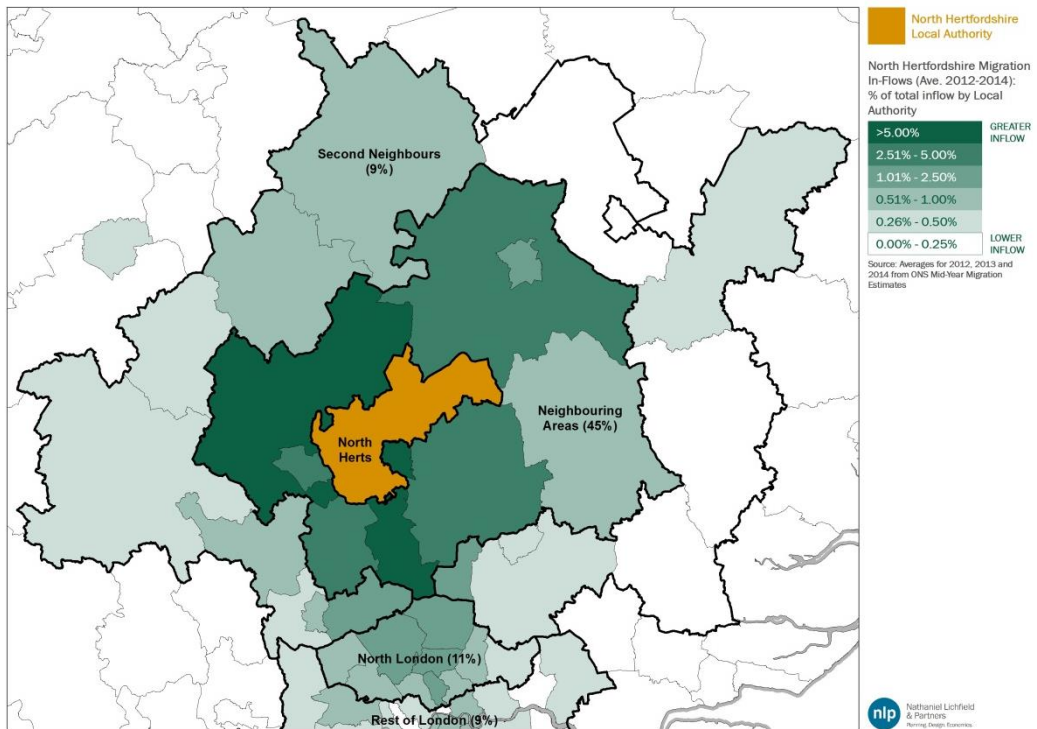 North Hertfordshire
Local Authority
North Hertfordshire Migration
In-Flows (Ave. 2012-2014):
% of total inflow by Local
Authority
>5.00%
GREATER
INFLOW
2.51% - 5.00%
1.01% - 2.50%
0.51% - 1.00%
0.26% - 0.50%
0.00% - 0.25%
LOWER
INFLOW
Source: Averages for 2012, 2013 and
2014 from ONS Mid-Year Migration
Estimates
Second Neighbours
(9%)
Neighbouring
Areas (45%)
North
Herts
North London (11%)
Rest of London (9%)
nlp
Nathaniel Lichfield
& Partners
Planning. Design. Economics.